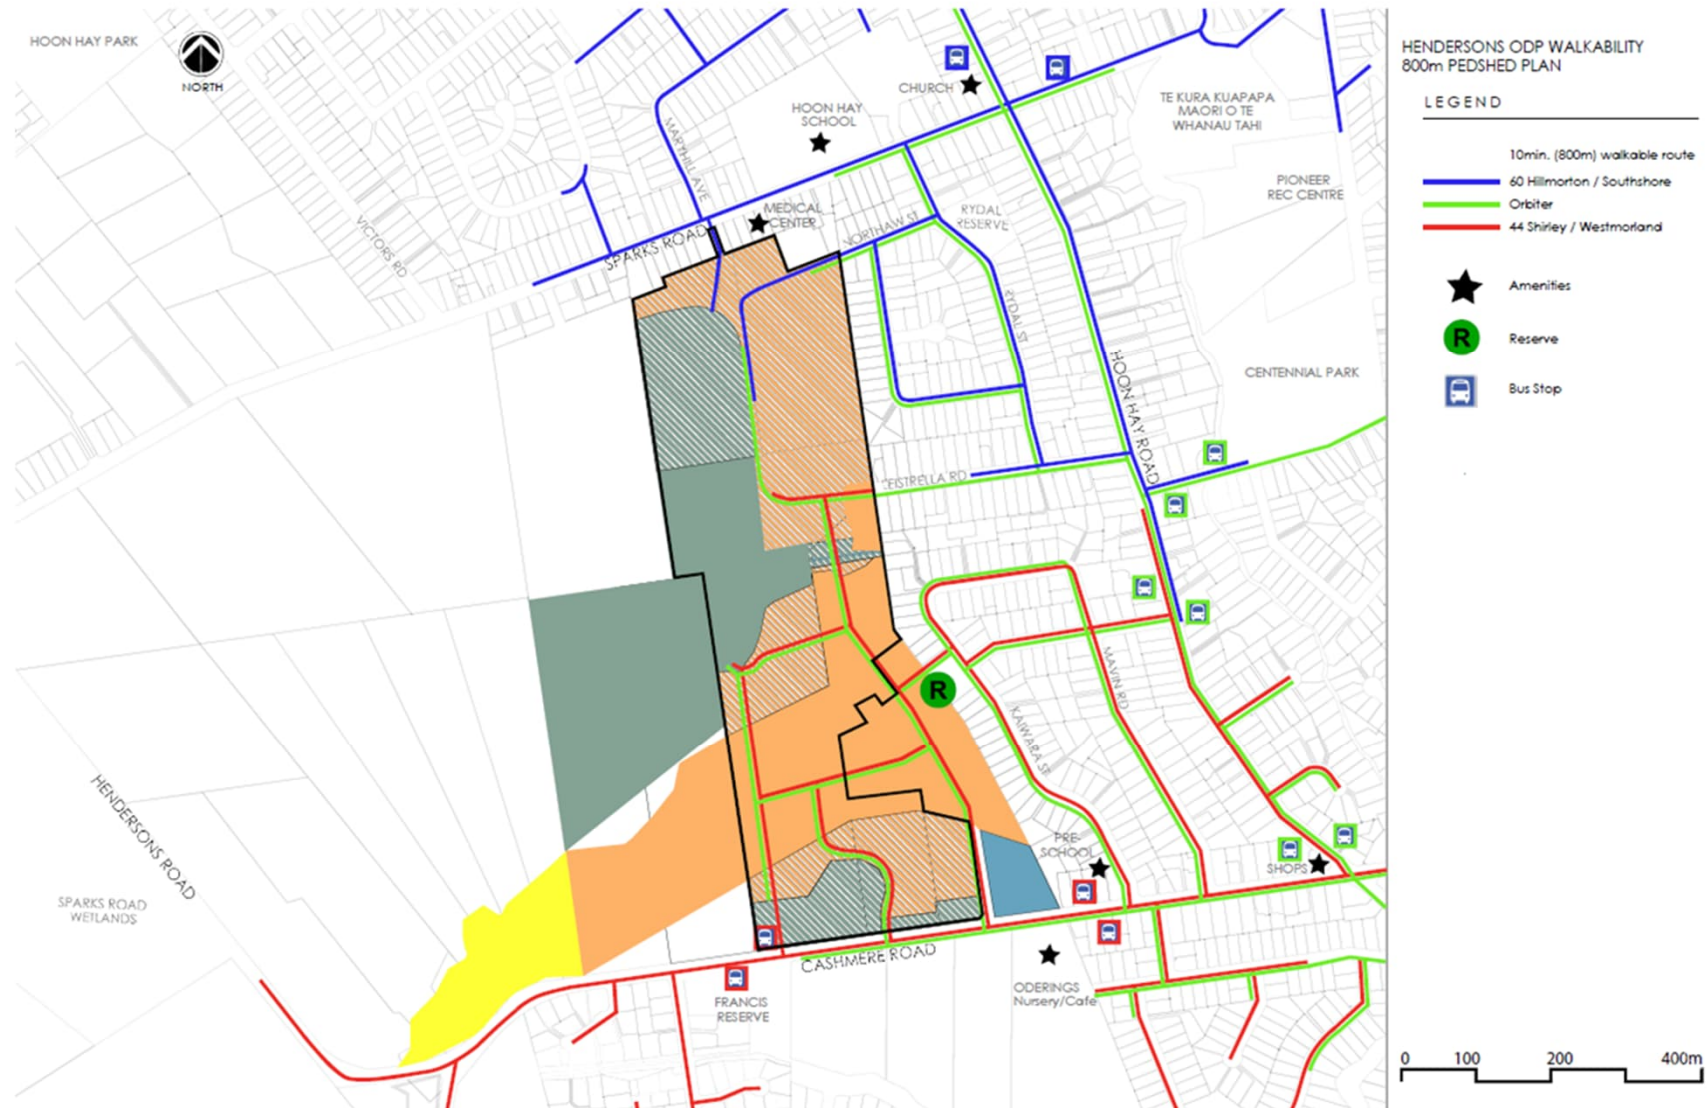 HOON HAY PARK
NORTH
CHURCH
HOON HAY
SCHOOL
TE KURA KUAPAPA
MAORI O TE
WHANAU TAHI
PIONEER
REC CENTRE
MARYHILL AVE
MEDICAL
CENTER
VICTORS RD
SPARKS ROAD
NORTHAW ST
RYDAL
RESERVE
RYDAL ST
HOON HAY ROAD
CENTENNIAL PARK
LEISTRELLA RD
R
MAVIN RD
KAIWARA ST
HENDERSONS ROAD
SPARKS ROAD
WETLANDS
PRE-
SCHOOL
SHOPS
CASHMERE ROAD
FRANCIS
RESERVE
ODERINGS
Nursery/Cafe
HENDERSONS ODP WALKABILITY
800m PEDSHED PLAN
LEGEND
10min. (800m) walkable route
60 Hillmorton / Southshore
Orbiter
44 Shirley / Westmorland
Amenities
R
Reserve
Bus Stop
0 100 200 400m